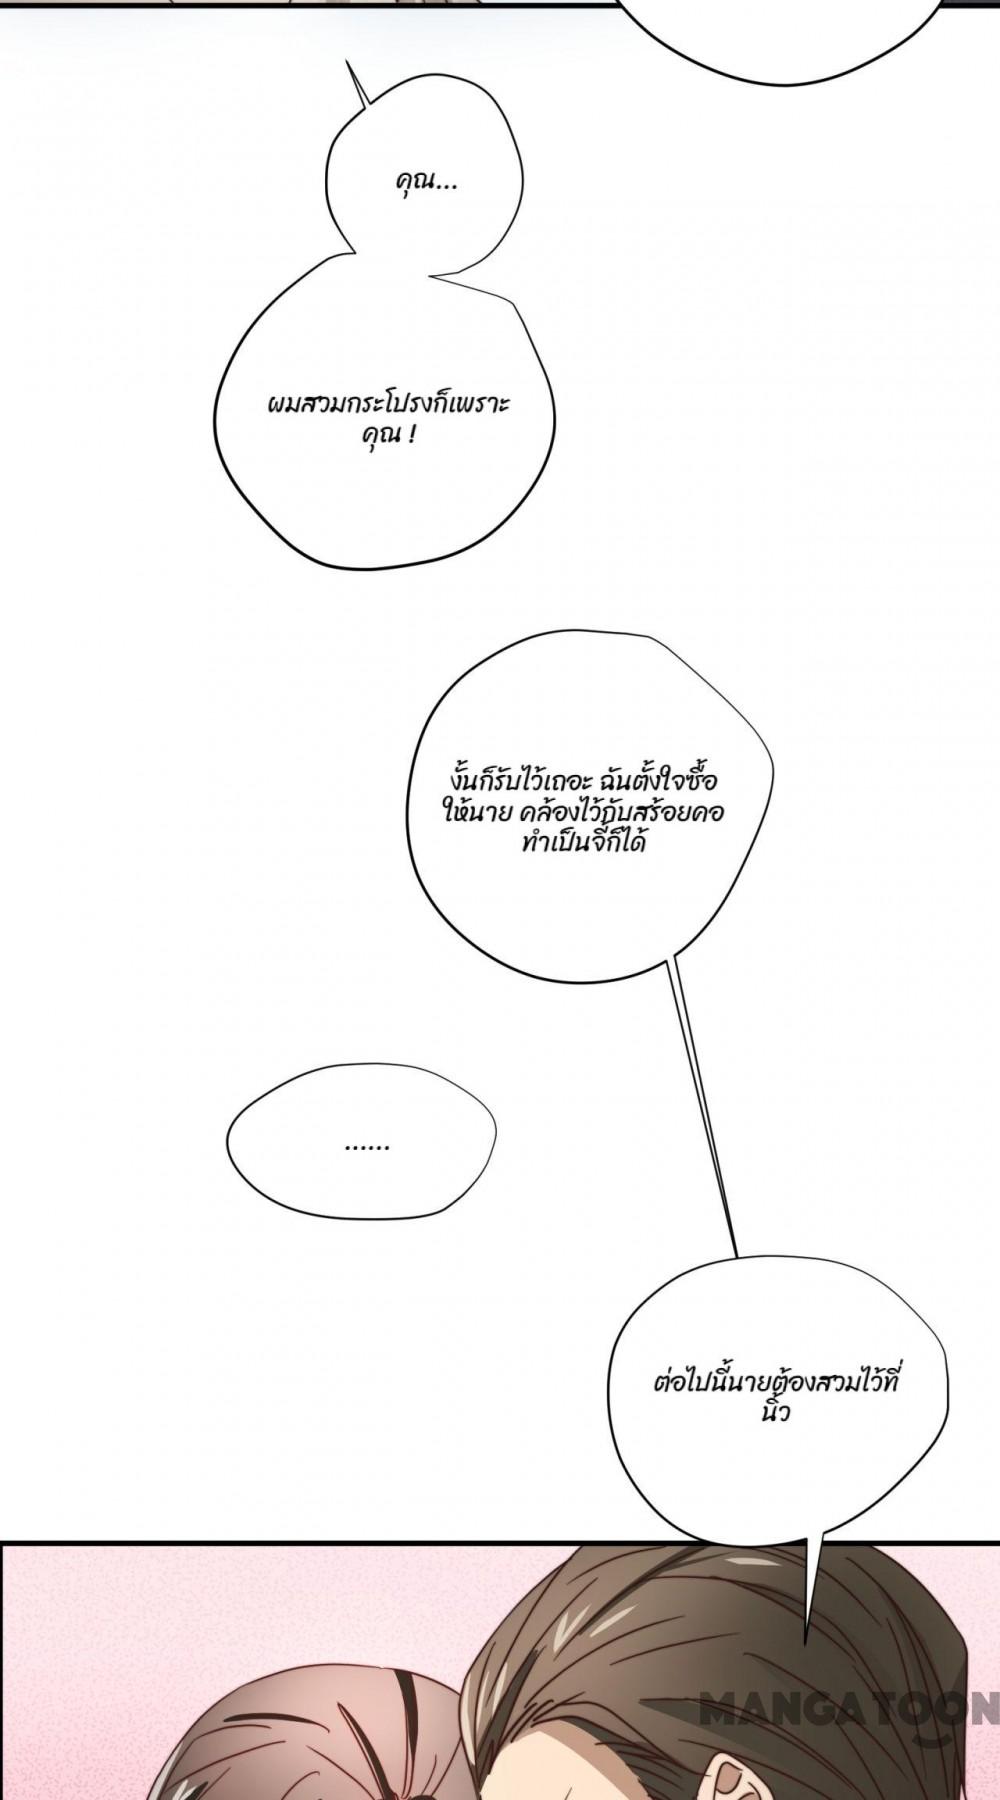 คุณ...
ผมสวมกระโปรงก็เพราะ
คุณ !
งั้นก็รับไว้เถอะ ฉันตั้งใจซื้อ
ให้นาย คล้องไว้กับสร้อยคอ
ทำเป็นจี้ก็ได้
......
ต่อไปนี้นายต้องสวมไว้ที่
นิ้ว
MANGATOON